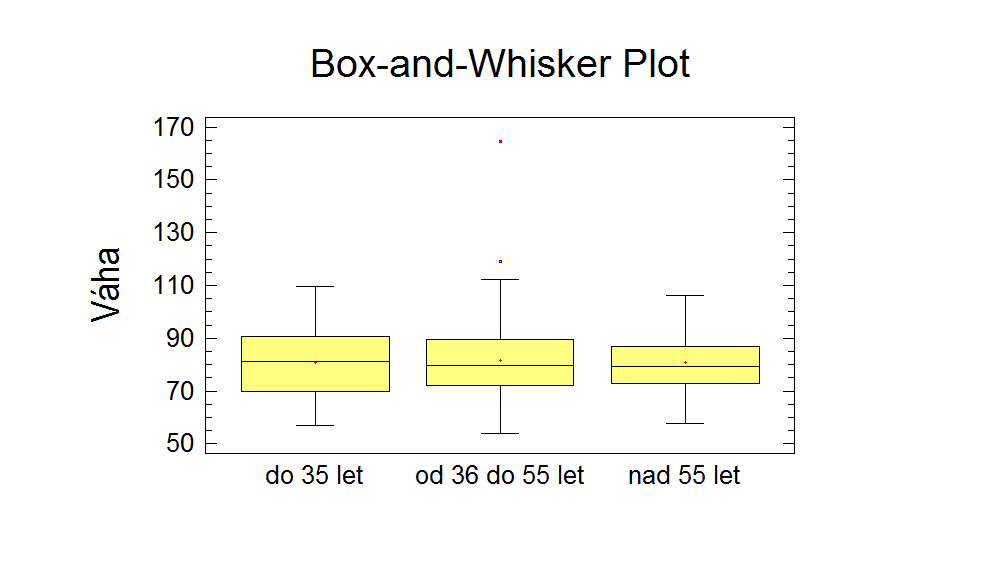 Box-and-Whisker Plot
170
150
130
110
90
70
50
Váha
do 35 let
od 36 do 55 let
nad 55 let